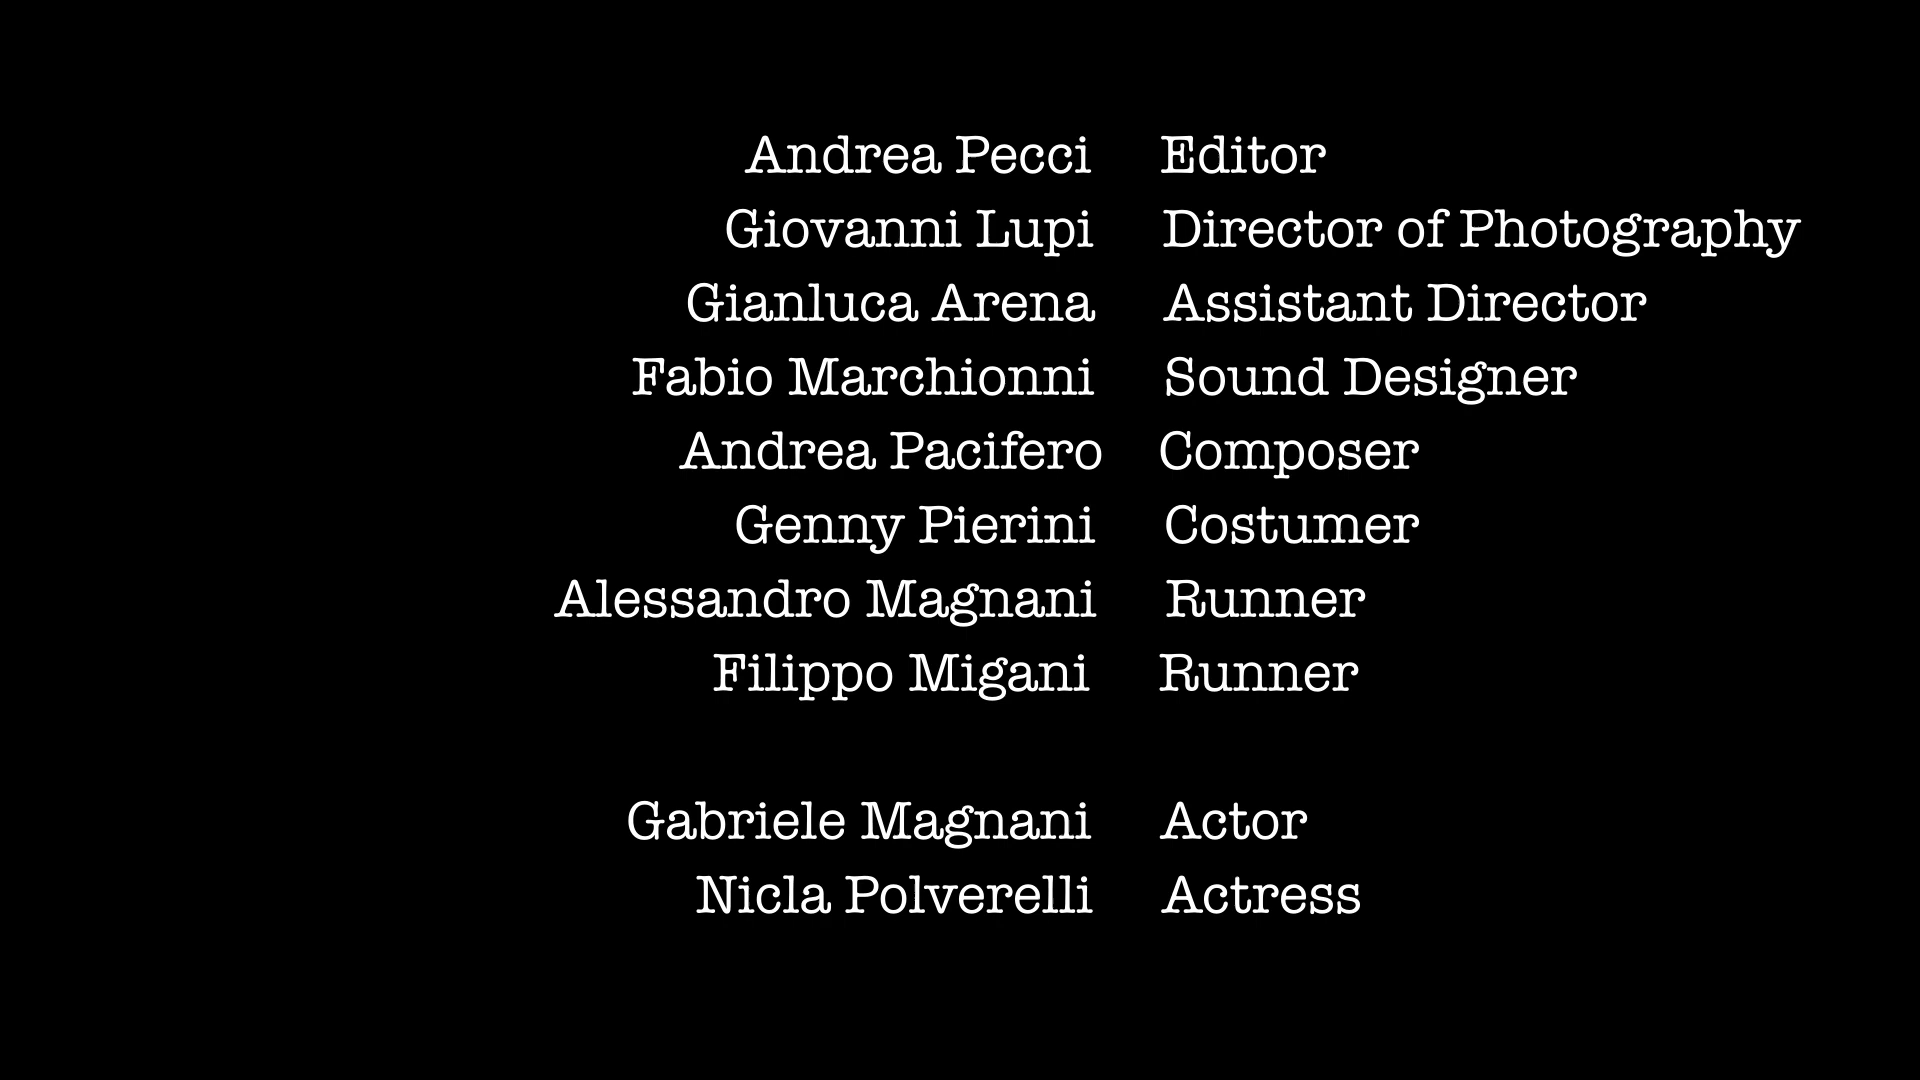 Andrea Pecci Editor
Giovanni Lupi Director of Photography
Gianluca Arena Assistant Director
Fabio Marchionni Sound Designer
Andrea Pacifero Composer
Genny Pierini Costumer
Alessandro Magnani Runner
Filippo Migani Runner
Gabriele Magnani Actor
Nicla Polverelli Actress